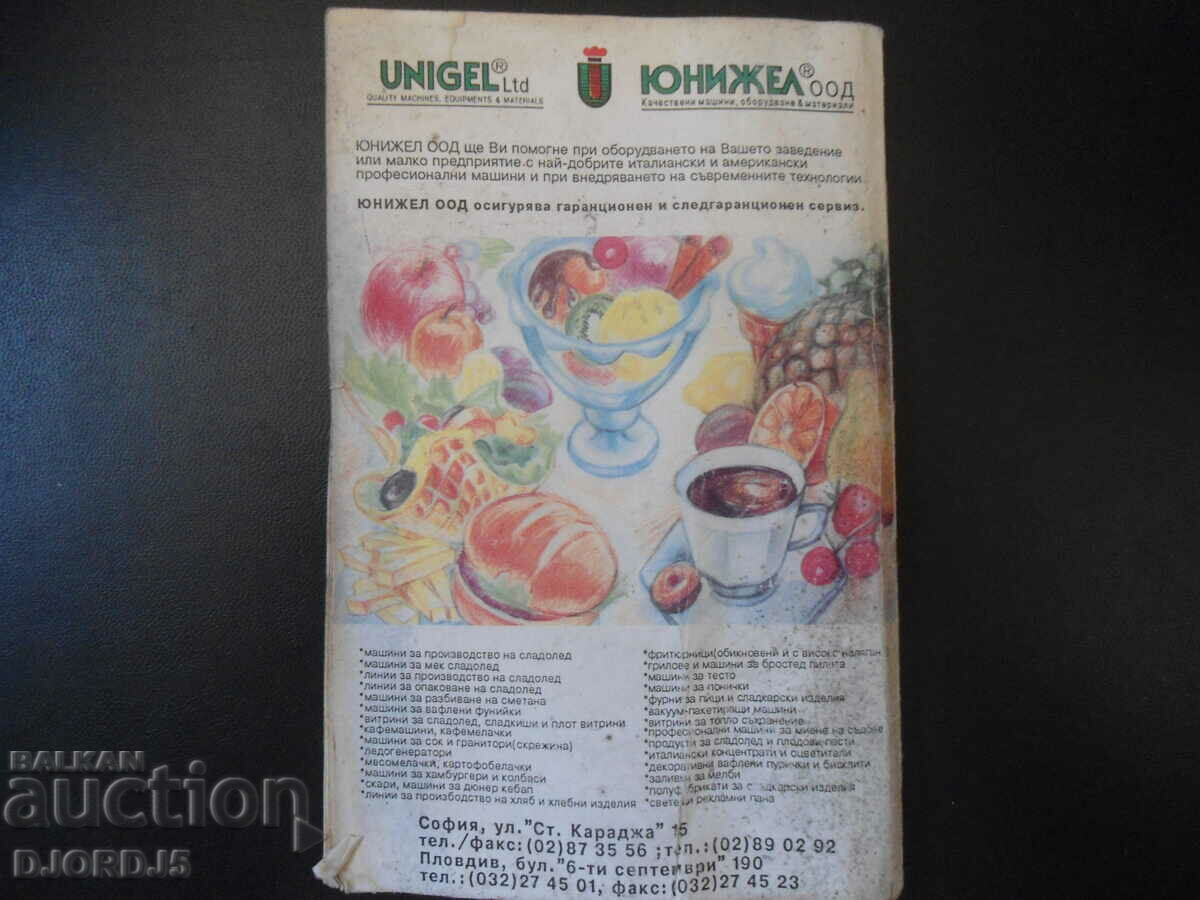 UNIGEL® Ltd
QUALITY MACHINES, EQUIPMENTS & MATERIALS
ЮНИЖЕЛ® ООД
Качествени машини, оборудване & материали
ЮНИЖЕЛ ООД ще Ви помогне при оборудването на Вашето заведение
или малко предприятие с най-добрите италиански и американски
професионални машини и при внедряването на съвременните технологии.
ЮНИЖЕЛ ООД осигурява гаранционен и следгаранционен сервиз.
*машини за производство на сладолед
*машини за мек сладолед
*линии за производство на сладолед
*линии за опаковане на сладолед
*машини за разбиване на сметана
*машини за вафлени фунийки
*витрини за сладолед, сладкиши и плот витрини
*кафемашини, кафемелачки
*машини за сок и гранитори(скрежина)
*ледогенератори
*месомелачки, картофобелачки
*машини за хамбургери и колбаси
*скари, машини за дюнер кебап
*линии за производство на хляб и хлебни изделия
*фритюрници(обикновени и с високо налягане
*грилове и машини за бростед пилета
*машини за тесто
*машини за понички
*фурни за пици и сладкарски изделия
*вакуум-пакетиращи машини
*витрини за топло съхранение
*професионални машини за миене на съдове
*продукти за сладолед и плодови пасти
*италиански концентрати и оцветители
*декоративни вафлени пурички и бисквити
*заливки за мелби
*полуфабрикати за сладкарски изделия
*светещи рекламни пана
София, ул."Ст. Караджа" 15
тел./факс:(02)87 35 56 ;тел.:(02)89 02 92
Пловдив, бул. "6-ти септември" 190
тел.:(032)27 45 01, факс:(032)27 45 23
BALKAN
auction
DJORD_J5